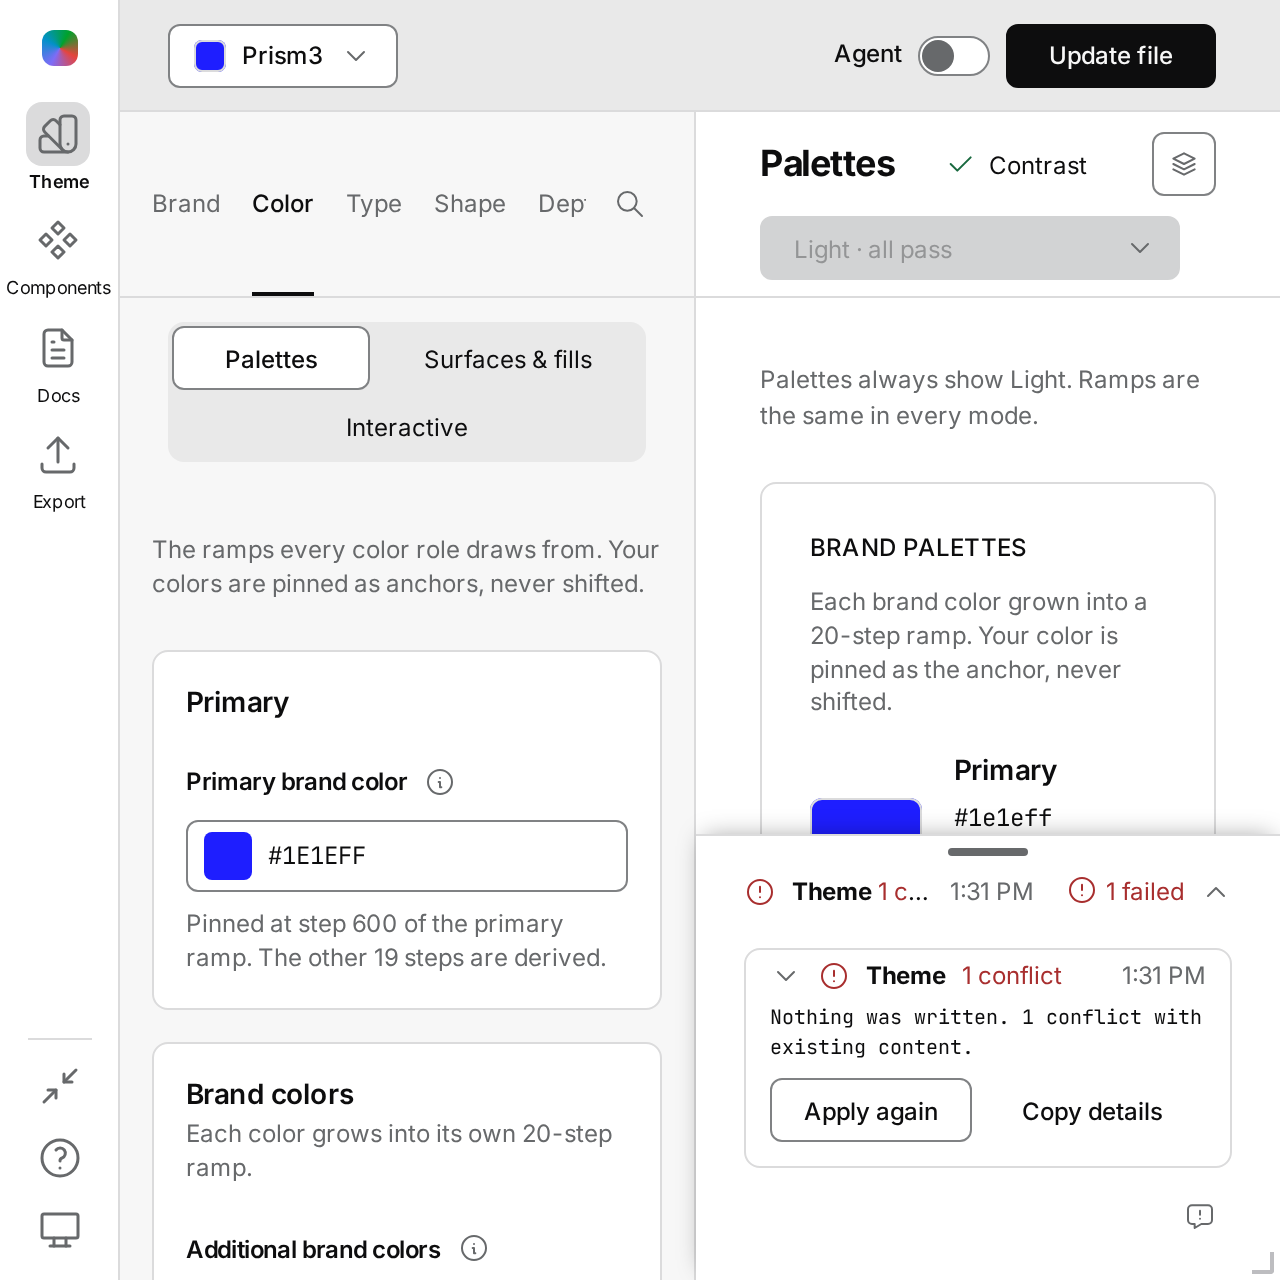 Prism3
Agent
Update file
Theme
Components
Docs
Export
Brand
Color
Type
Shape
Dep
Palettes
Surfaces & fills
Interactive
The ramps every color role draws from. Your
colors are pinned as anchors, never shifted.
Primary
Primary brand color
#1E1EFF
Pinned at step 600 of the primary
ramp. The other 19 steps are derived.
Brand colors
Each color grows into its own 20-step
ramp.
Additional brand colors
Palettes
Contrast
Light · all pass
Palettes always show Light. Ramps are
the same in every mode.
BRAND PALETTES
Each brand color grown into a
20-step ramp. Your color is
pinned as the anchor, never
shifted.
Primary
#1e1eff
Theme 1 c... 1:31 PM 1 failed
Theme 1 conflict 1:31 PM
Nothing was written. 1 conflict with
existing content.
Apply again
Copy details